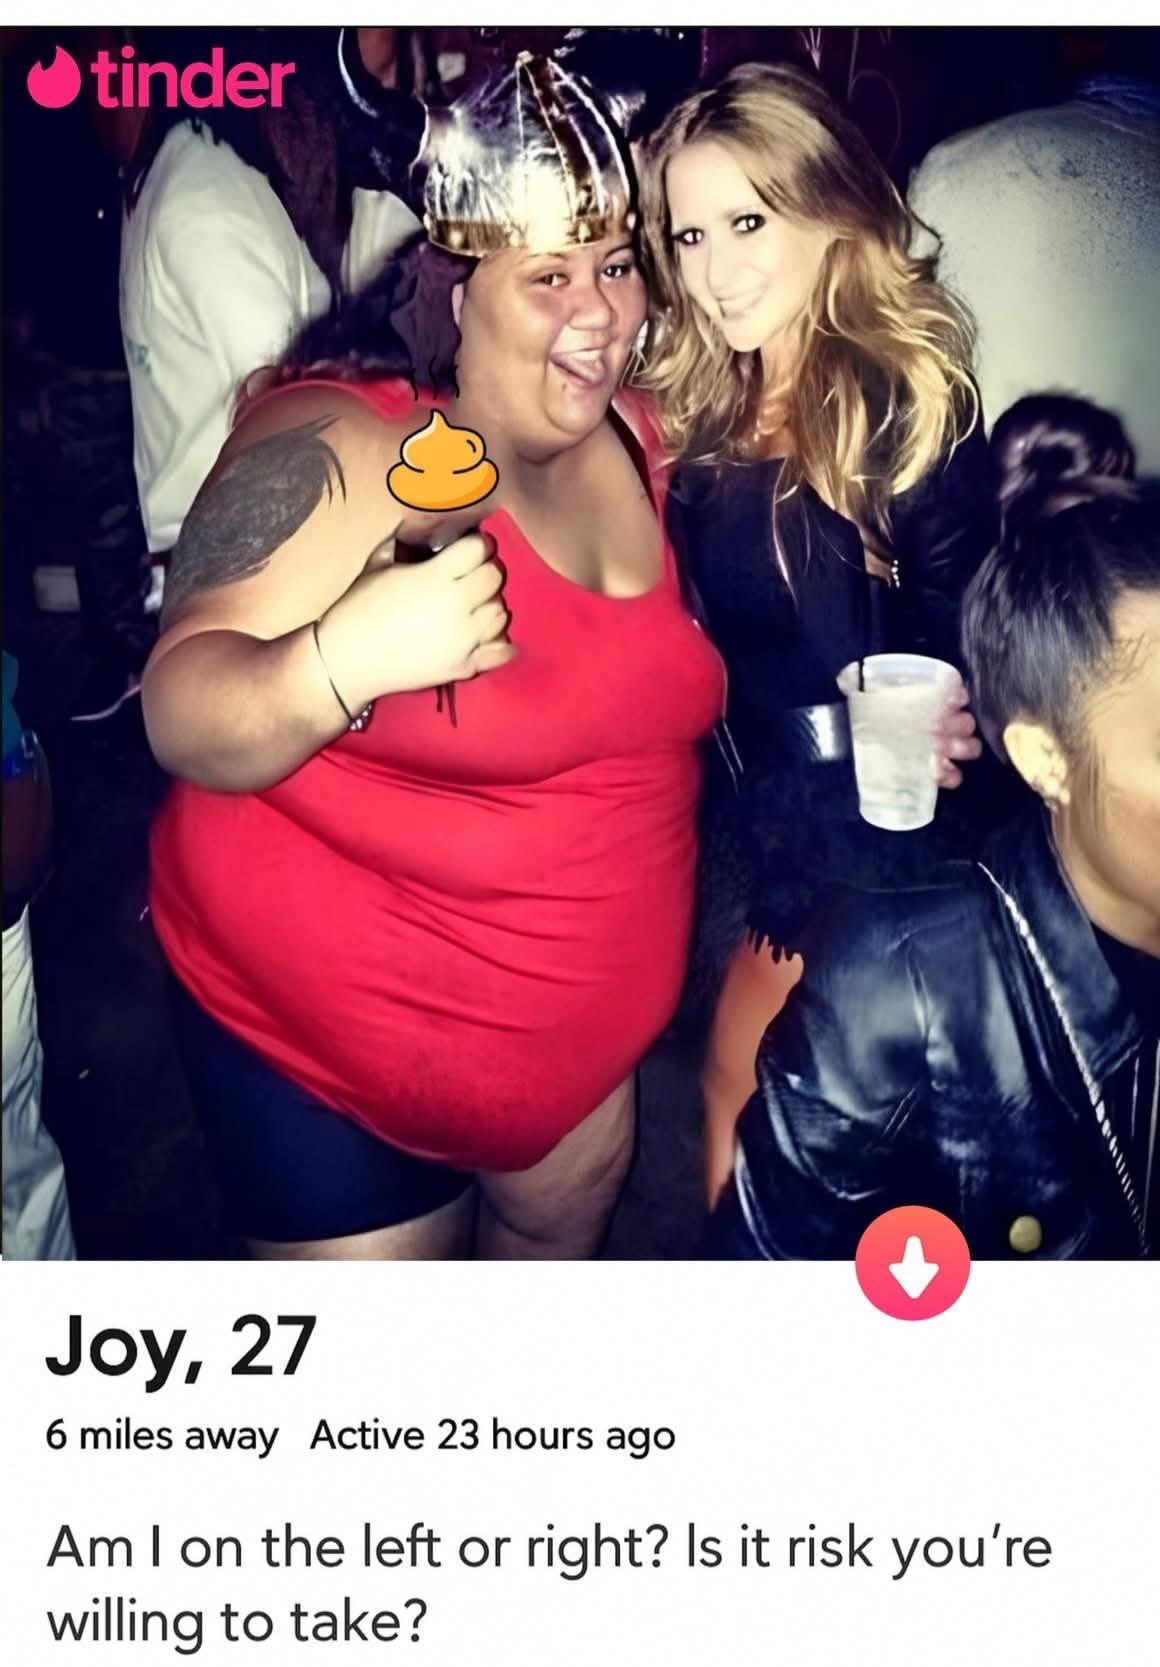 tinder
Joy, 27
6 miles away Active 23 hours ago
Am I on the left or right? Is it risk you're
willing to take?